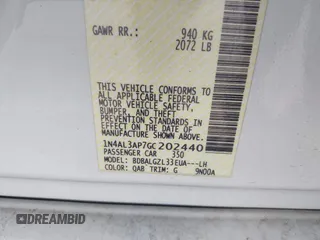 GAWR RR.: 940 KG
2072 LB
THIS VEHICLE CONFORMS TO ALL
APPLICABLE U.S. FEDERAL
MOTOR VEHICLE SAFETY,
BUMPER, AND THEFT PREVENTION
STANDARDS IN EFFECT ON THE
DATE OF MANUFACTURE SHOWN
ABOVE.
1N4AL3AP7GC202440
PASSENGER CAR 350
MODEL: BDBALGZL33EUA---LH
COLOR: QAB TRIM: G 9N00A